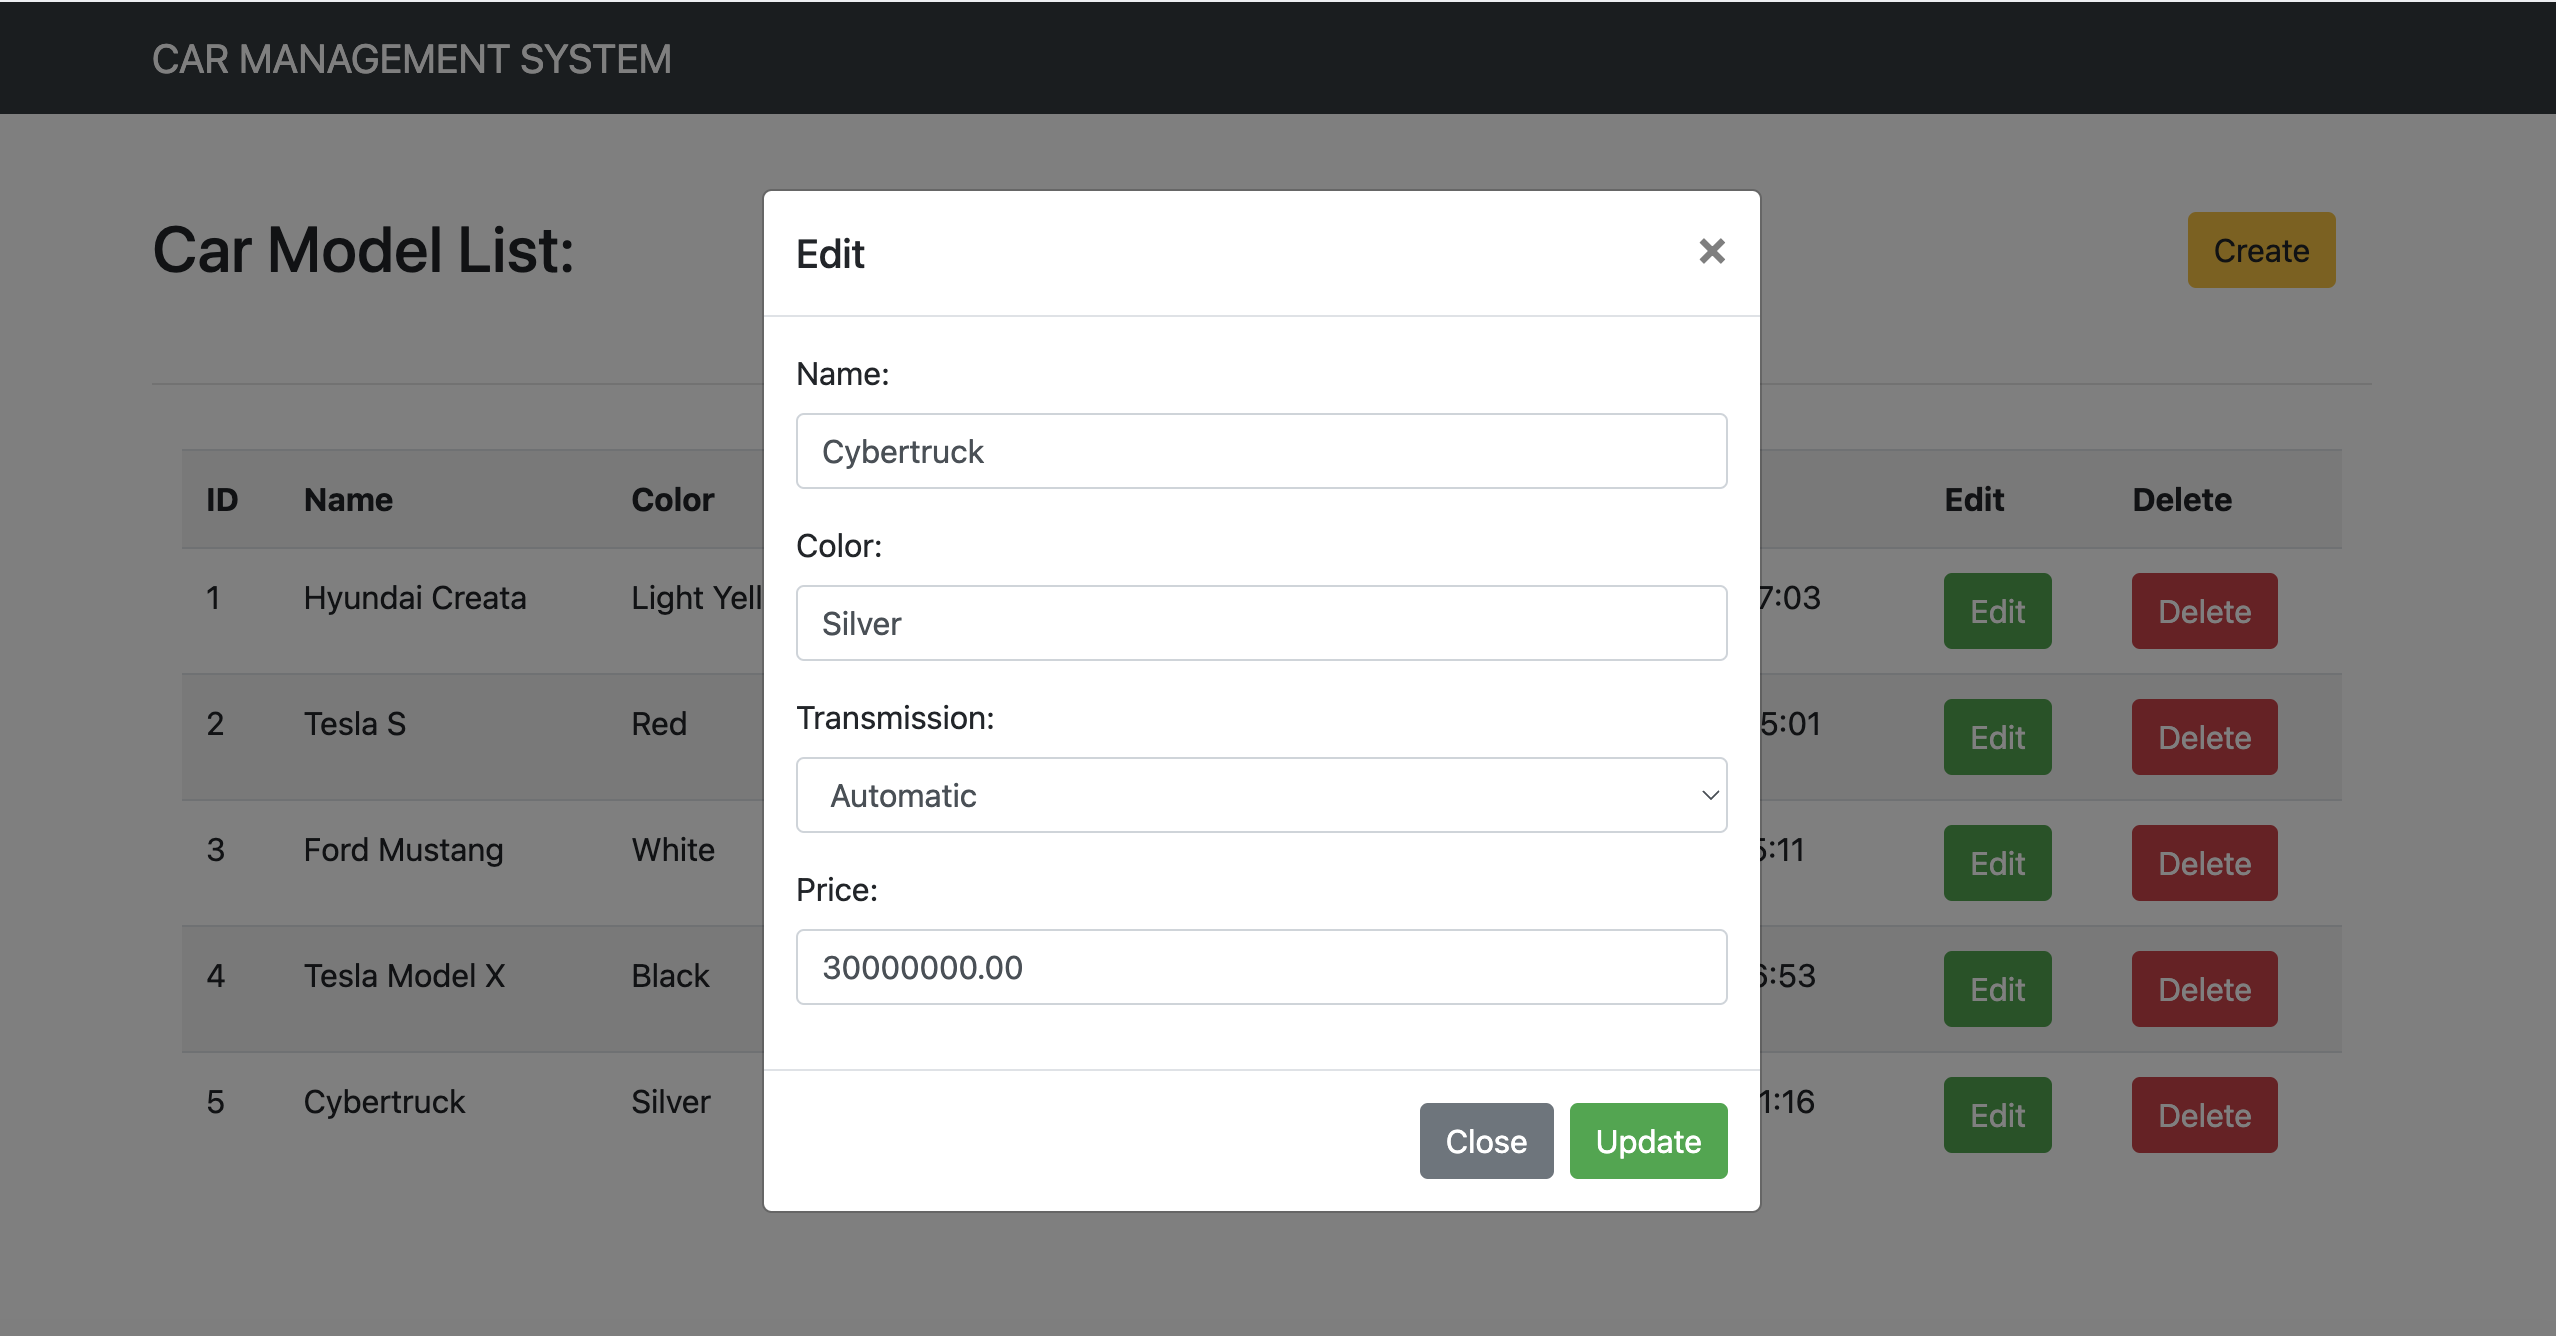 CAR MANAGEMENT SYSTEM
Car Model List:
Create
Edit ×
Name:
Cybertruck
Color:
Silver
Transmission:
Automatic
Price:
30000000.00
Close Update
ID Name Color Edit Delete
1 Hyundai Creata Light Yell 7:03 Edit Delete
2 Tesla S Red 5:01 Edit Delete
3 Ford Mustang White :11 Edit Delete
4 Tesla Model X Black :53 Edit Delete
5 Cybertruck Silver 1:16 Edit Delete